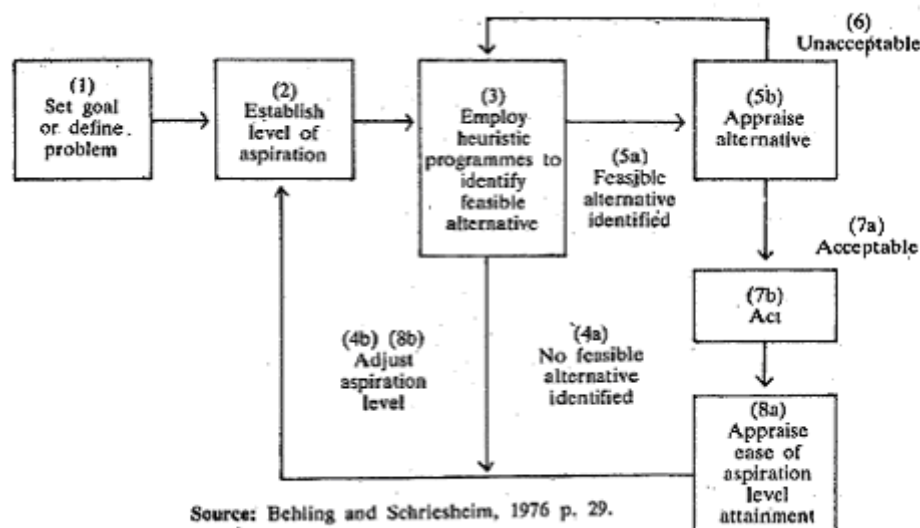 (6)
Unacceptable
(1)
Set goal
or define
problem
(2)
Establish
level of
aspiration
(3)
Employ
heuristic
programmes to
identify
feasible
alternative
(5a)
Feasible
alternative
identified
(5b)
Appraise
alternative
(7a)
Acceptable
(7b)
Act
(4b) (8b)
Adjust
aspiration
level
(4a)
No feasible
alternative
identified
(8a)
Appraise
ease of
aspiration
level
attainment
Source: Behling and Schriesheim, 1976 p. 29.